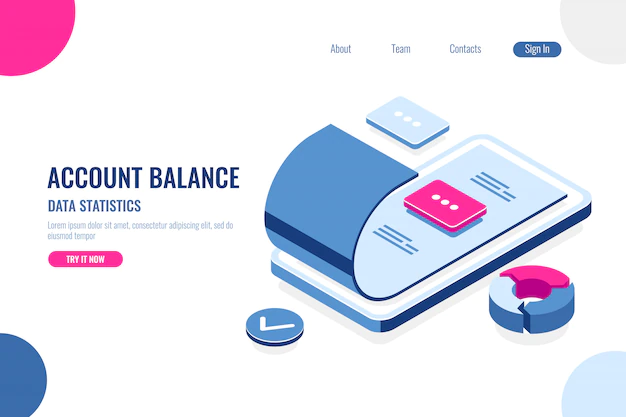 About Team Contacts Sign In
ACCOUNT BALANCE
DATA STATISTICS
Lorem ipsum dolor sit amet, consectetur adipiscing elit, sed do
eiusmod tempor
TRY IT NOW